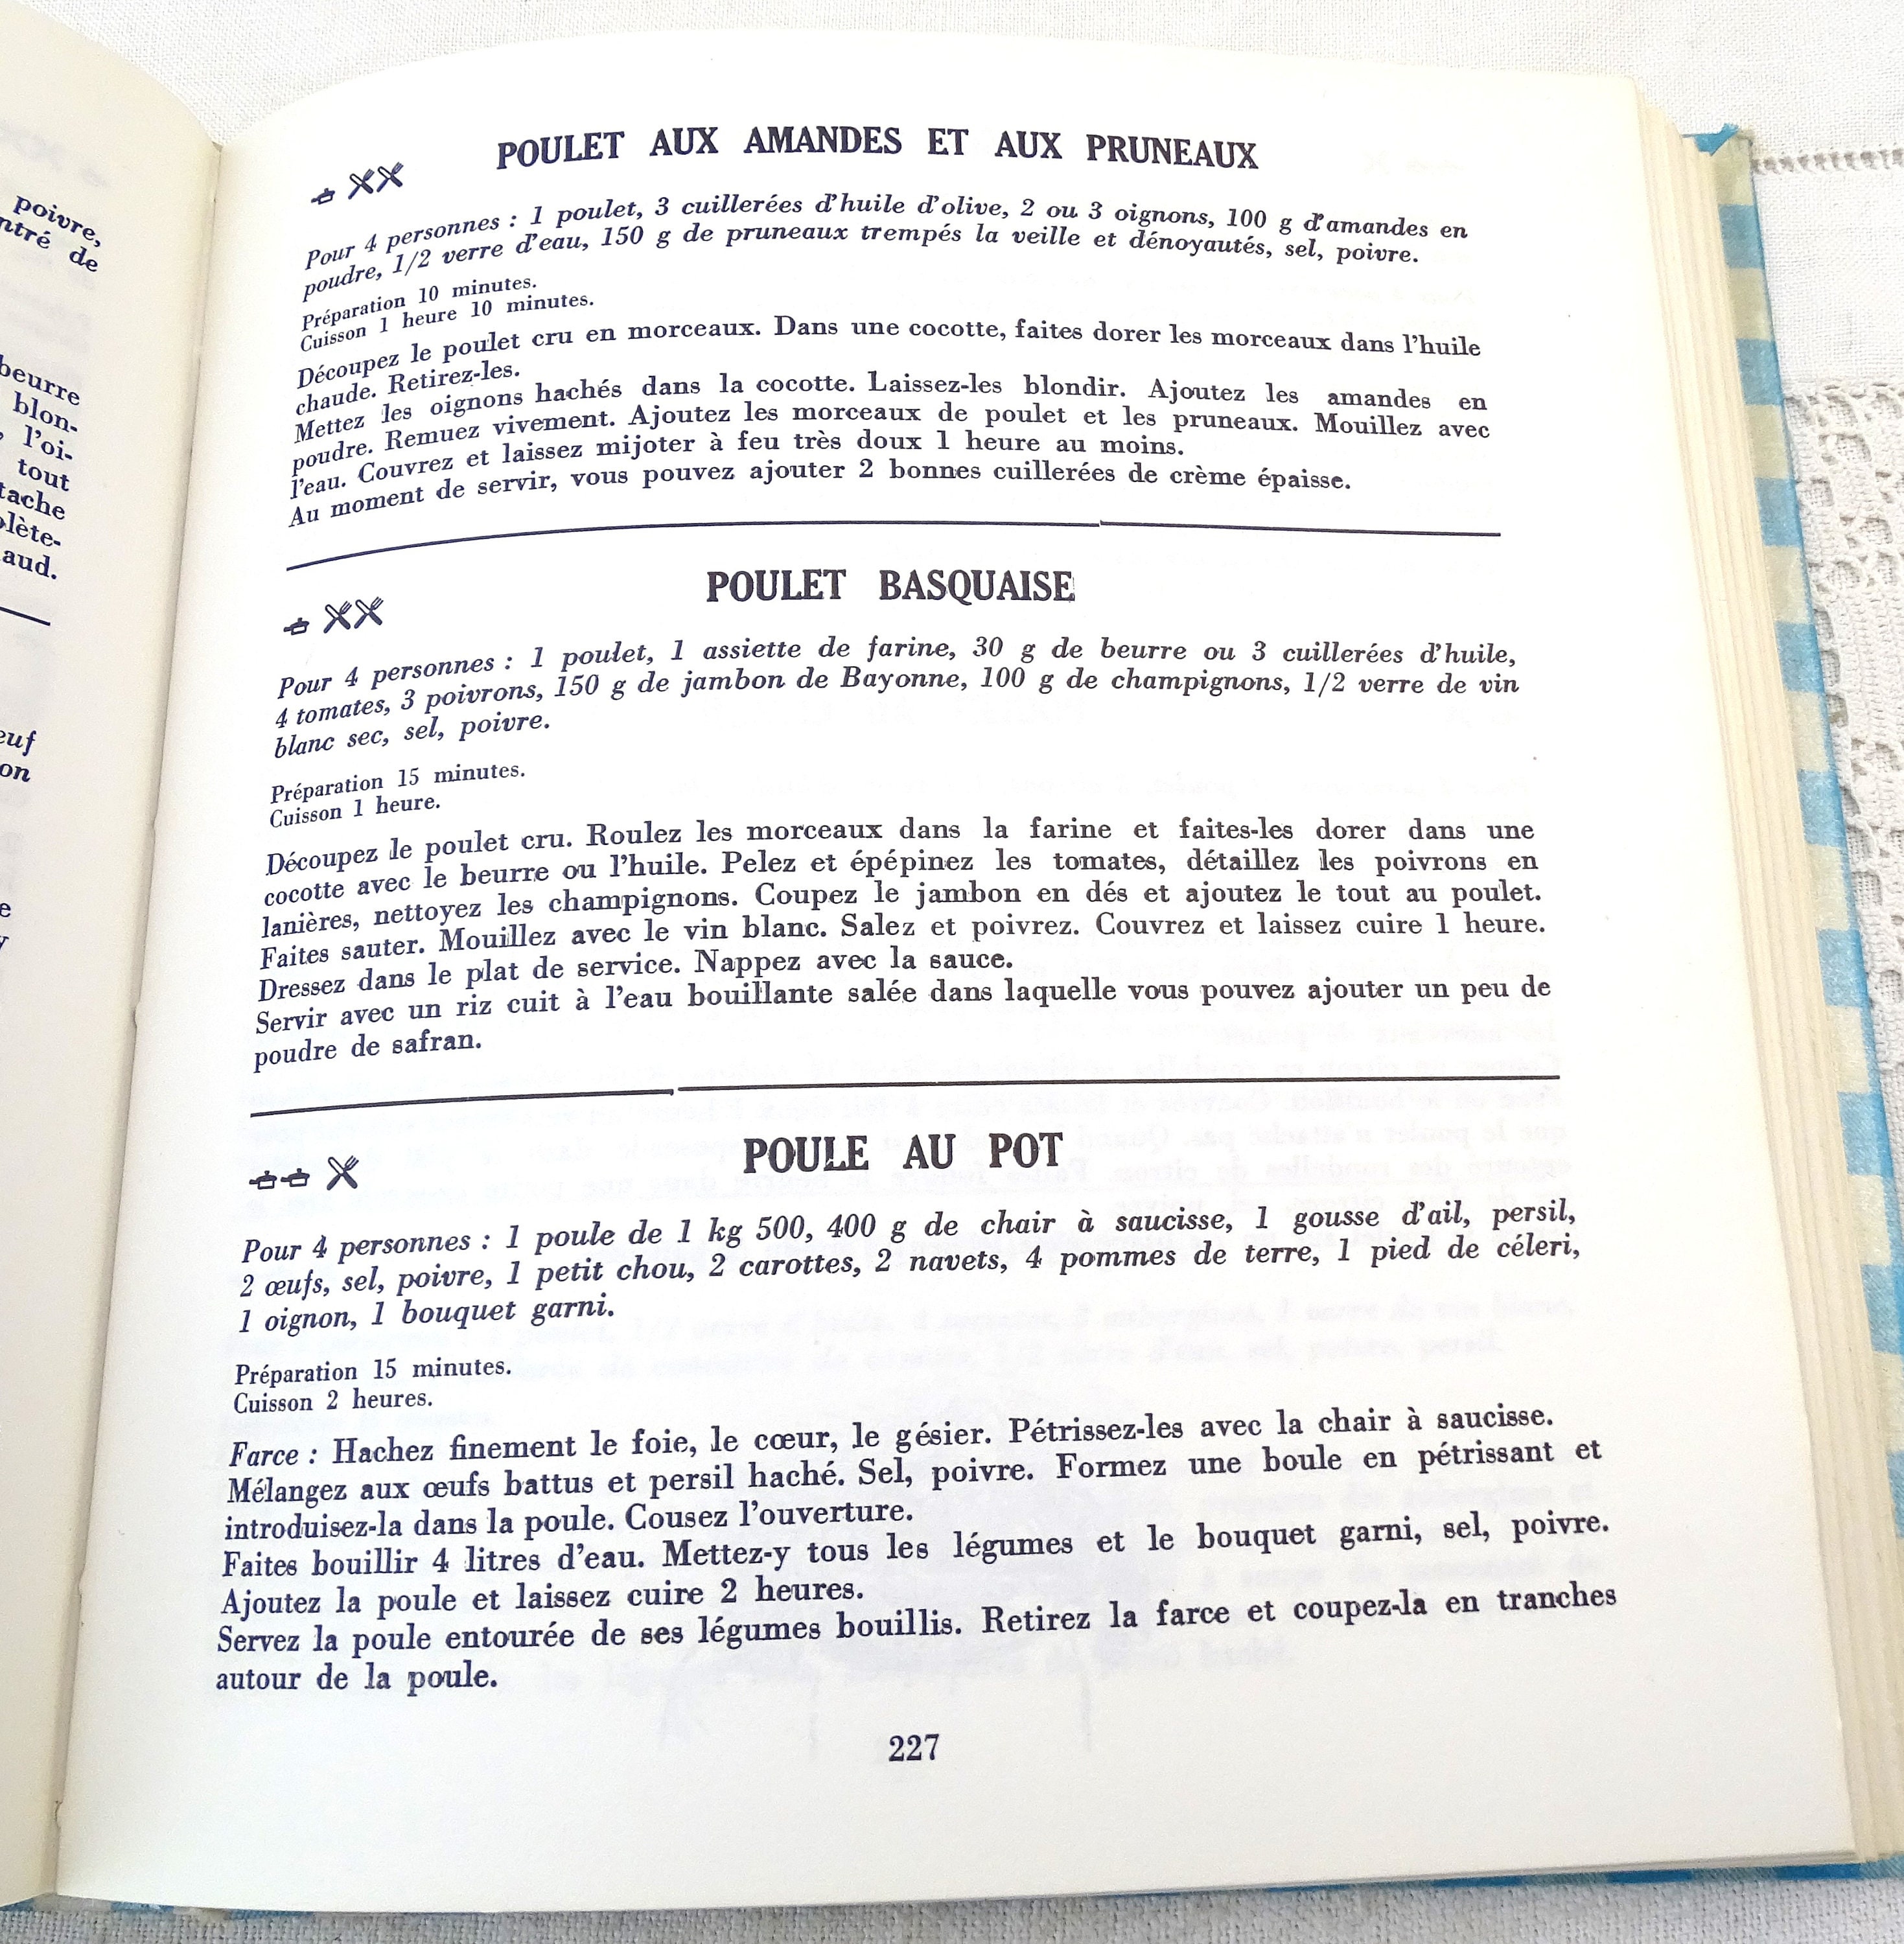 poivre,
de
beurre
blon-
l'oi-
tout
aud.
on
POULET AUX AMANDES ET AUX PRUNEAUX
Pour 4 personnes : 1 poulet, 3 cuillerées d'huile d'olive, 2 ou 3 oignons, 100 g d'amandes en
poudre, 1/2 verre d'eau, 150 g de pruneaux trempés la veille et dénoyautés, sel, poivre.
Préparation 10 minutes.
Cuisson 1 heure 10 minutes.
Découpez le poulet cru en morceaux. Dans une cocotte, faites dorer les morceaux dans l'huile
chaude. Retirez-les.
Mettez les oignons hachés dans la cocotte. Laissez-les blondir. Ajoutez les amandes en
poudre. Remuez vivement. Ajoutez les morceaux de poulet et les pruneaux. Mouillez avec
l'eau. Couvrez et laissez mijoter à feu très doux 1 heure au moins.
Au moment de servir, vous pouvez ajouter 2 bonnes cuillerées de crème épaisse.
POULET BASQUAISE
Pour 4 personnes : 1 poulet, 1 assiette de farine, 30 g de beurre ou 3 cuillerées d'huile,
4 tomates, 3 poivrons, 150 g de jambon de Bayonne, 100 g de champignons, 1/2 verre de vin
blanc sec, sel, poivre.
Préparation 15 minutes.
Cuisson 1 heure.
Découpez le poulet cru. Roulez les morceaux dans la farine et faites-les dorer dans une
cocotte avec le beurre ou l'huile. Pelez et épépinez les tomates, détaillez les poivrons en
lanières, nettoyez les champignons. Coupez le jambon en dés et ajoutez le tout au poulet.
Faites sauter. Mouillez avec le vin blanc. Salez et poivrez. Couvrez et laissez cuire 1 heure.
Dressez dans le plat de service. Nappez avec la sauce.
Servir avec un riz cuit à l'eau bouillante salée dans laquelle vous pouvez ajouter un peu de
poudre de safran.
POULE AU POT
Pour 4 personnes : 1 poule de 1 kg 500, 400 g de chair à saucisse, 1 gousse d'ail, persil,
2 œufs, sel, poivre, 1 petit chou, 2 carottes, 2 navets, 4 pommes de terre, 1 pied de céleri,
1 oignon, 1 bouquet garni.
Préparation 15 minutes.
Cuisson 2 heures.
Farce : Hachez finement le foie, le cœur, le gésier. Pétrissez-les avec la chair à saucisse.
Mélangez aux œufs battus et persil haché. Sel, poivre. Formez une boule en pétrissant et
introduisez-la dans la poule. Cousez l'ouverture.
Faites bouillir 4 litres d'eau. Mettez-y tous les légumes et le bouquet garni, sel, poivre.
Ajoutez la poule et laissez cuire 2 heures.
Servez la poule entourée de ses légumes bouillis. Retirez la farce et coupez-la en tranches
autour de la poule.
227